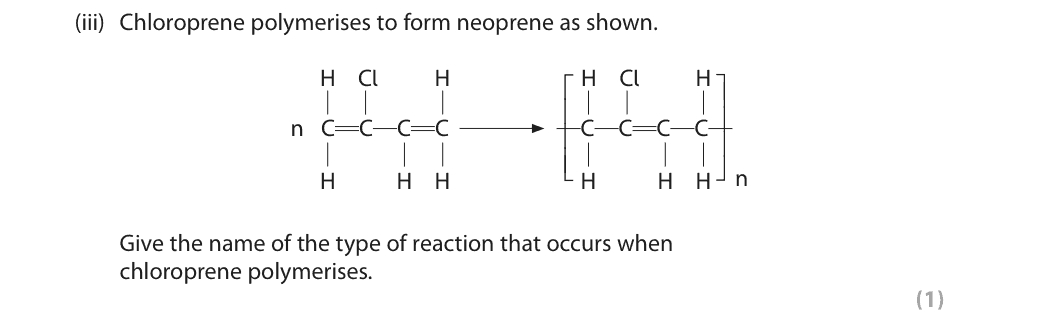 (iii) Chloroprene polymerises to form neoprene as shown.
H Cl H H Cl H
n C=C–C=C –C–C=C–C–
H H H H H H n
Give the name of the type of reaction that occurs when
chloroprene polymerises.
(1)